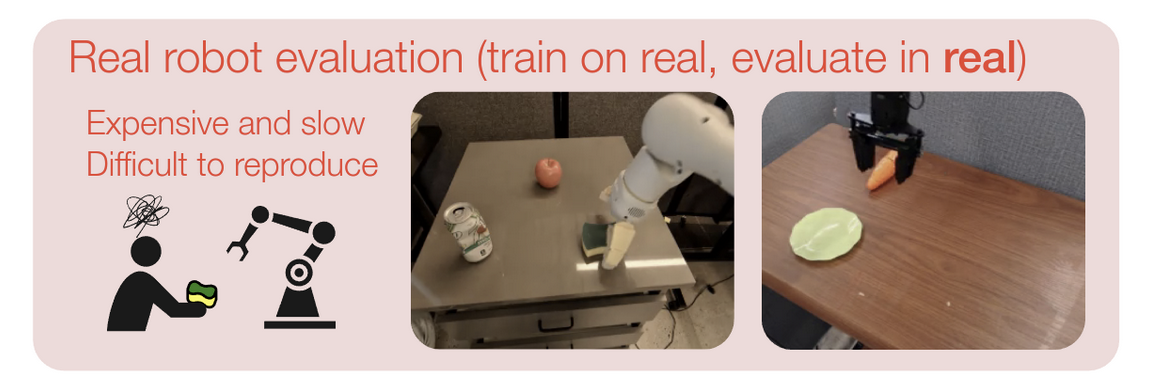 Real robot evaluation (train on real, evaluate in real)
Expensive and slow
Difficult to reproduce